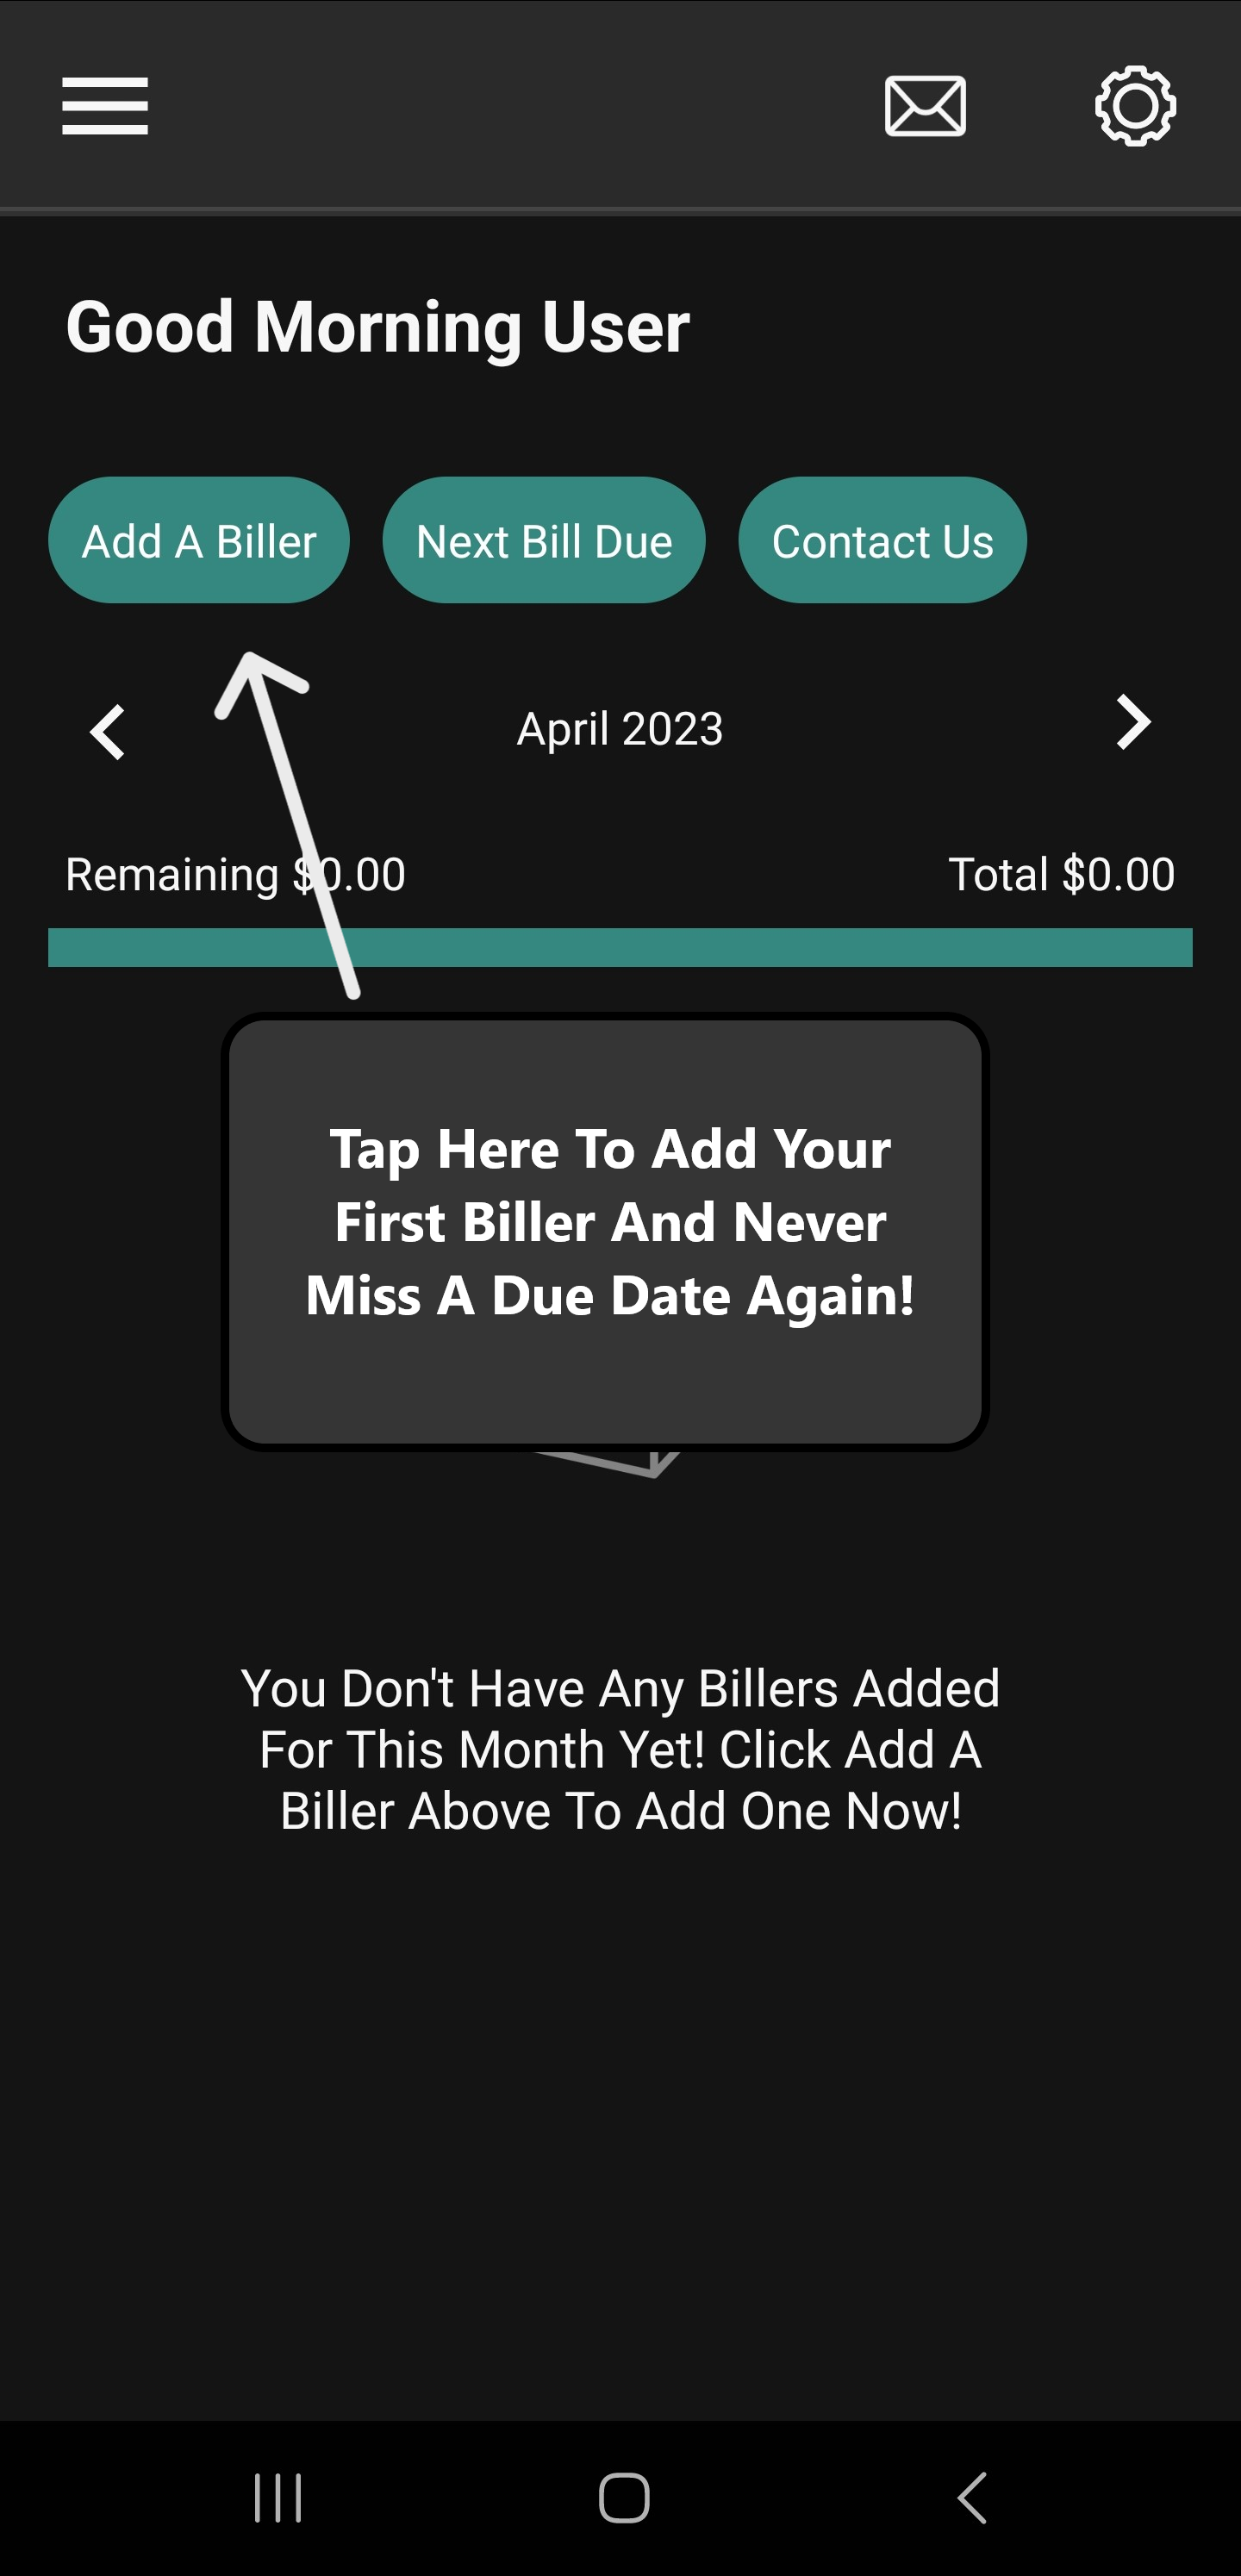 Good Morning User
Add A Biller
Next Bill Due
Contact Us
April 2023
Remaining $0.00
Total $0.00
Tap Here To Add Your
First Biller And Never
Miss A Due Date Again!
You Don't Have Any Billers Added
For This Month Yet! Click Add A
Biller Above To Add One Now!